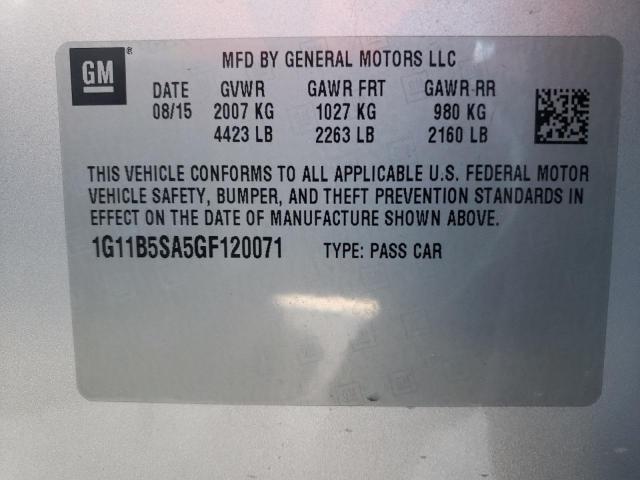 GM ®
MFD BY GENERAL MOTORS LLC
DATE GVWR GAWR FRT GAWR RR
08/15 2007 KG 1027 KG 980 KG
4423 LB 2263 LB 2160 LB
THIS VEHICLE CONFORMS TO ALL APPLICABLE U.S. FEDERAL MOTOR
VEHICLE SAFETY, BUMPER, AND THEFT PREVENTION STANDARDS IN
EFFECT ON THE DATE OF MANUFACTURE SHOWN ABOVE.
1G11B5SA5GF120071 TYPE: PASS CAR